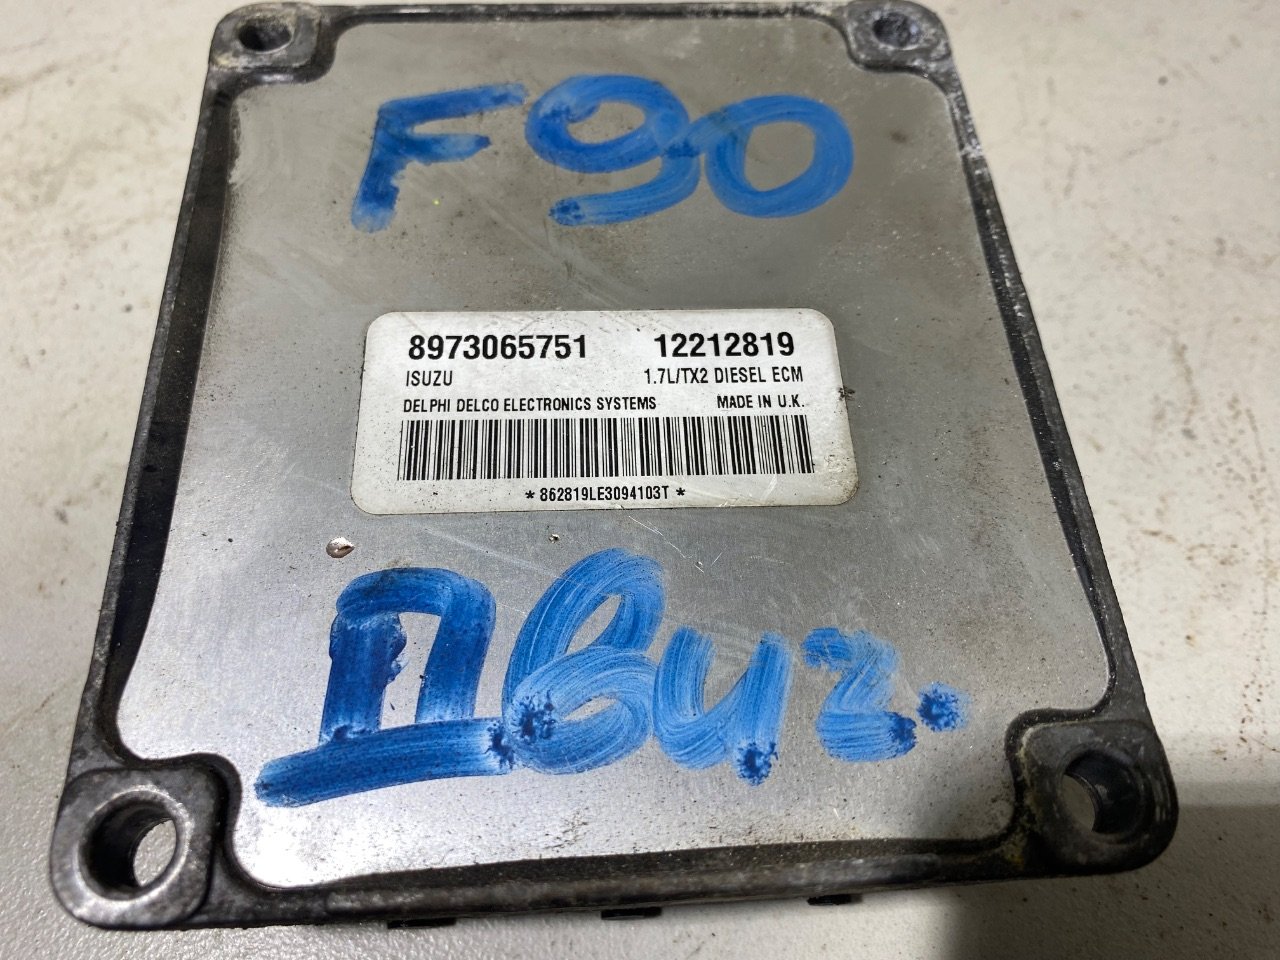 F90
8973065751 12212819
ISUZU 1.7L/TX2 DIESEL ECM
DELPHI DELCO ELECTRONICS SYSTEMS MADE IN U.K.
*862819LE3094103T*
Двиг.